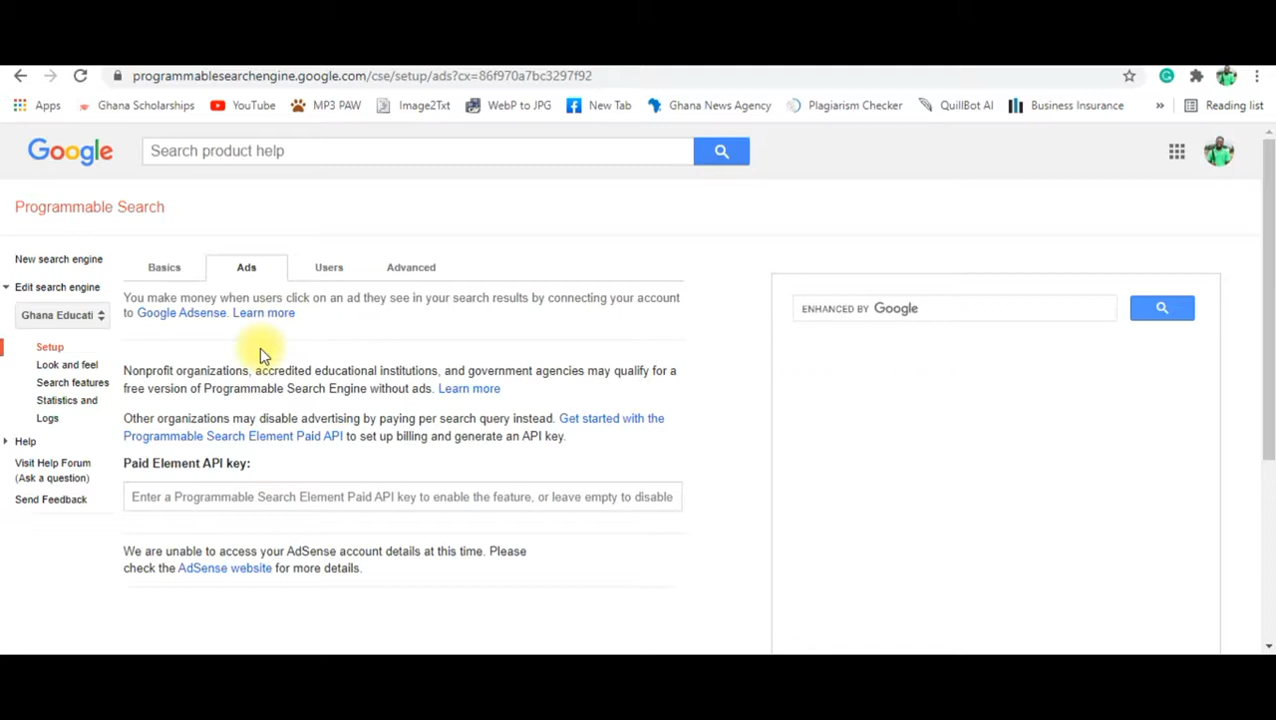 programmablesearchengine.google.com/cse/setup/ads?cx=86f970a7bc3297f92
Apps Ghana Scholarships YouTube MP3 PAW Image2Txt WebP to JPG New Tab Ghana News Agency Plagiarism Checker QuillBot AI Business Insurance » Reading list
Google Search product help
Programmable Search
New search engine
Edit search engine
Ghana Educati
Setup
Look and feel
Search features
Statistics and
Logs
Help
Visit Help Forum
(Ask a question)
Send Feedback
Basics Ads Users Advanced
You make money when users click on an ad they see in your search results by connecting your account
to Google Adsense. Learn more
Nonprofit organizations, accredited educational institutions, and government agencies may qualify for a
free version of Programmable Search Engine without ads. Learn more
Other organizations may disable advertising by paying per search query instead. Get started with the
Programmable Search Element Paid API to set up billing and generate an API key.
Paid Element API key:
Enter a Programmable Search Element Paid API key to enable the feature, or leave empty to disable
We are unable to access your AdSense account details at this time. Please
check the AdSense website for more details.
ENHANCED BY Google